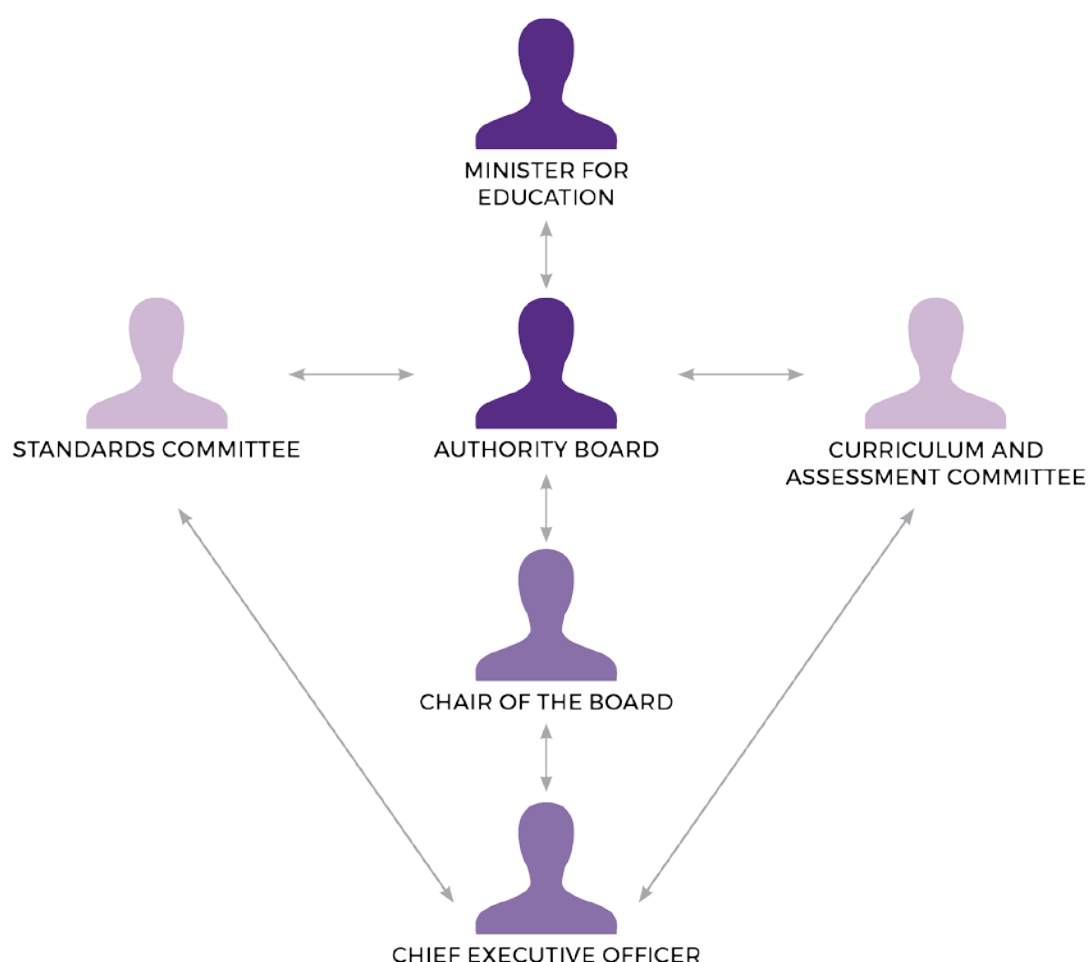 MINISTER FOR
EDUCATION
STANDARDS COMMITTEE
AUTHORITY BOARD
CURRICULUM AND
ASSESSMENT COMMITTEE
CHAIR OF THE BOARD
CHIEF EXECUTIVE OFFICER